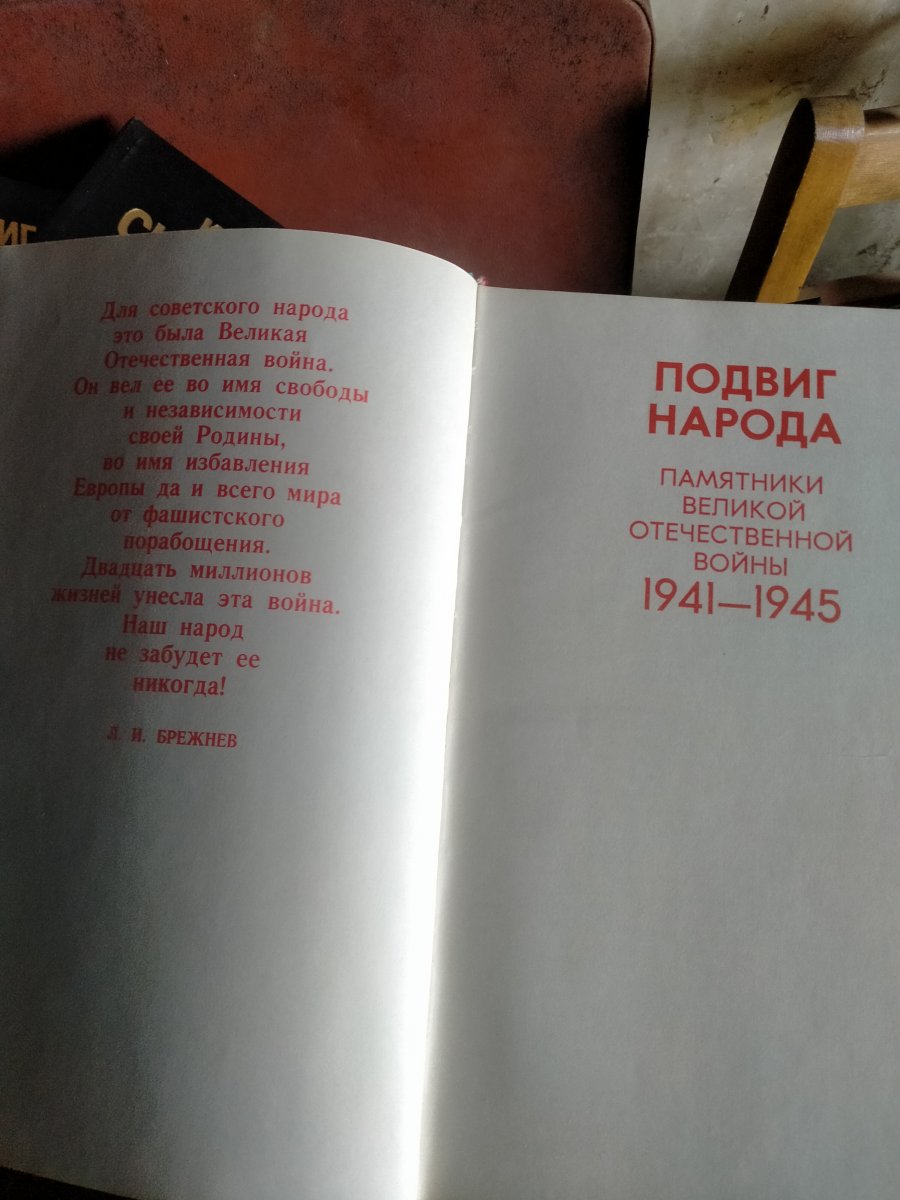 ИГ
Для советского народа
это была Великая
Отечественная война.
Он вел ее во имя свободы
и независимости
своей Родины,
во имя избавления
Европы да и всего мира
от фашистского
порабощения.
Двадцать миллионов
жизней унесла эта война.
Наш народ
не забудет ее
никогда!
Л. И. БРЕЖНЕВ
ПОДВИГ
НАРОДА
ПАМЯТНИКИ
ВЕЛИКОЙ
ОТЕЧЕСТВЕННОЙ
ВОЙНЫ
1941—1945